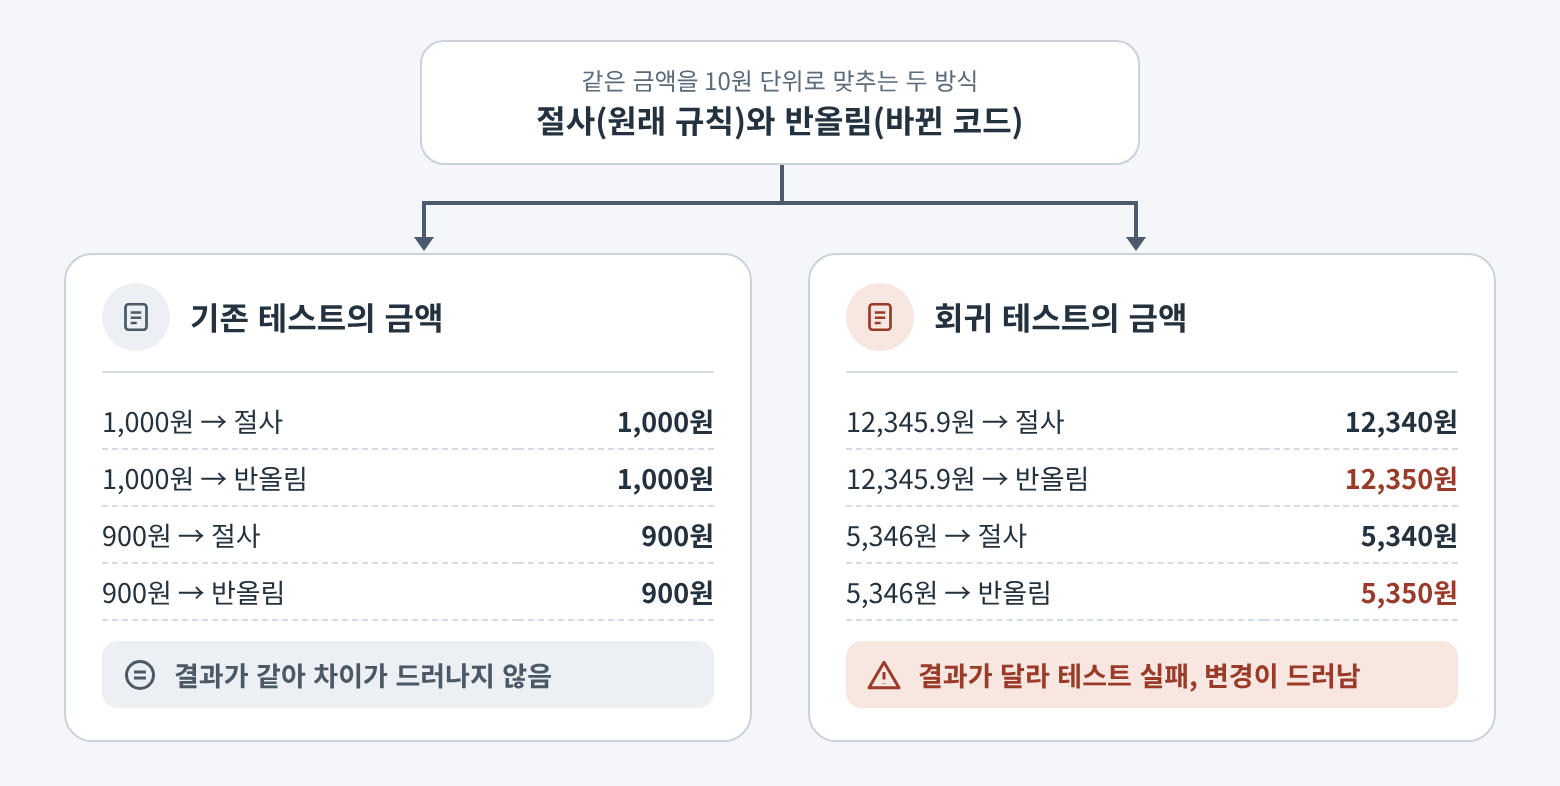 같은 금액을 10원 단위로 맞추는 두 방식
절사(원래 규칙)와 반올림(바뀐 코드)
기존 테스트의 금액
1,000원 → 절사 1,000원
1,000원 → 반올림 1,000원
900원 → 절사 900원
900원 → 반올림 900원
결과가 같아 차이가 드러나지 않음
회귀 테스트의 금액
12,345.9원 → 절사 12,340원
12,345.9원 → 반올림 12,350원
5,346원 → 절사 5,340원
5,346원 → 반올림 5,350원
결과가 달라 테스트 실패, 변경이 드러남